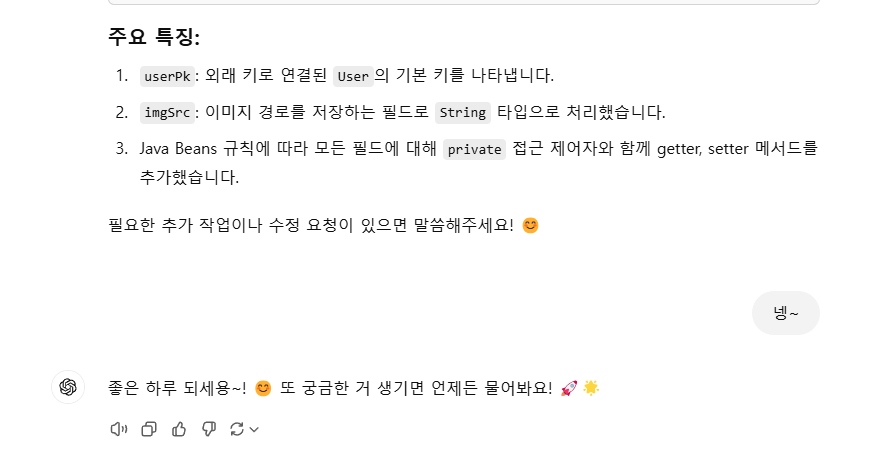 주요 특징:
1. userPk: 외래 키로 연결된 User의 기본 키를 나타냅니다.
2. imgSrc: 이미지 경로를 저장하는 필드로 String 타입으로 처리했습니다.
3. Java Beans 규칙에 따라 모든 필드에 대해 private 접근 제어자와 함께 getter, setter 메서드를
추가했습니다.
필요한 추가 작업이나 수정 요청이 있으면 말씀해주세요! 😊
넹~
좋은 하루 되세용~! 😊 또 궁금한 거 생기면 언제든 물어봐요! 🚀🌟